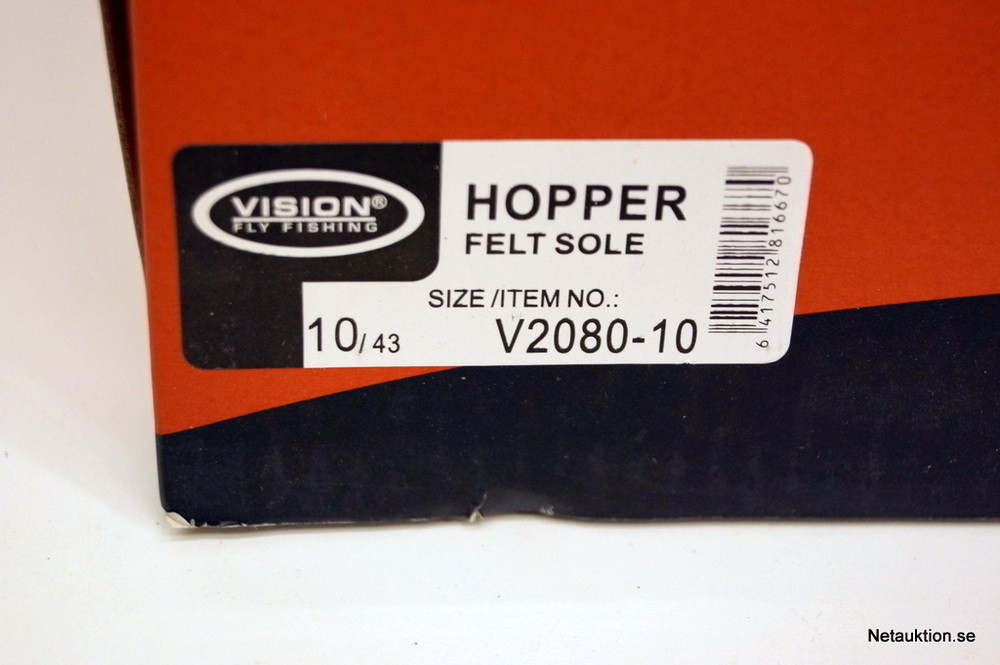 VISION®
FLY FISHING
HOPPER
FELT SOLE
SIZE /ITEM NO.:
10/ 43
V2080-10
6 417512 816670
Netauktion.se